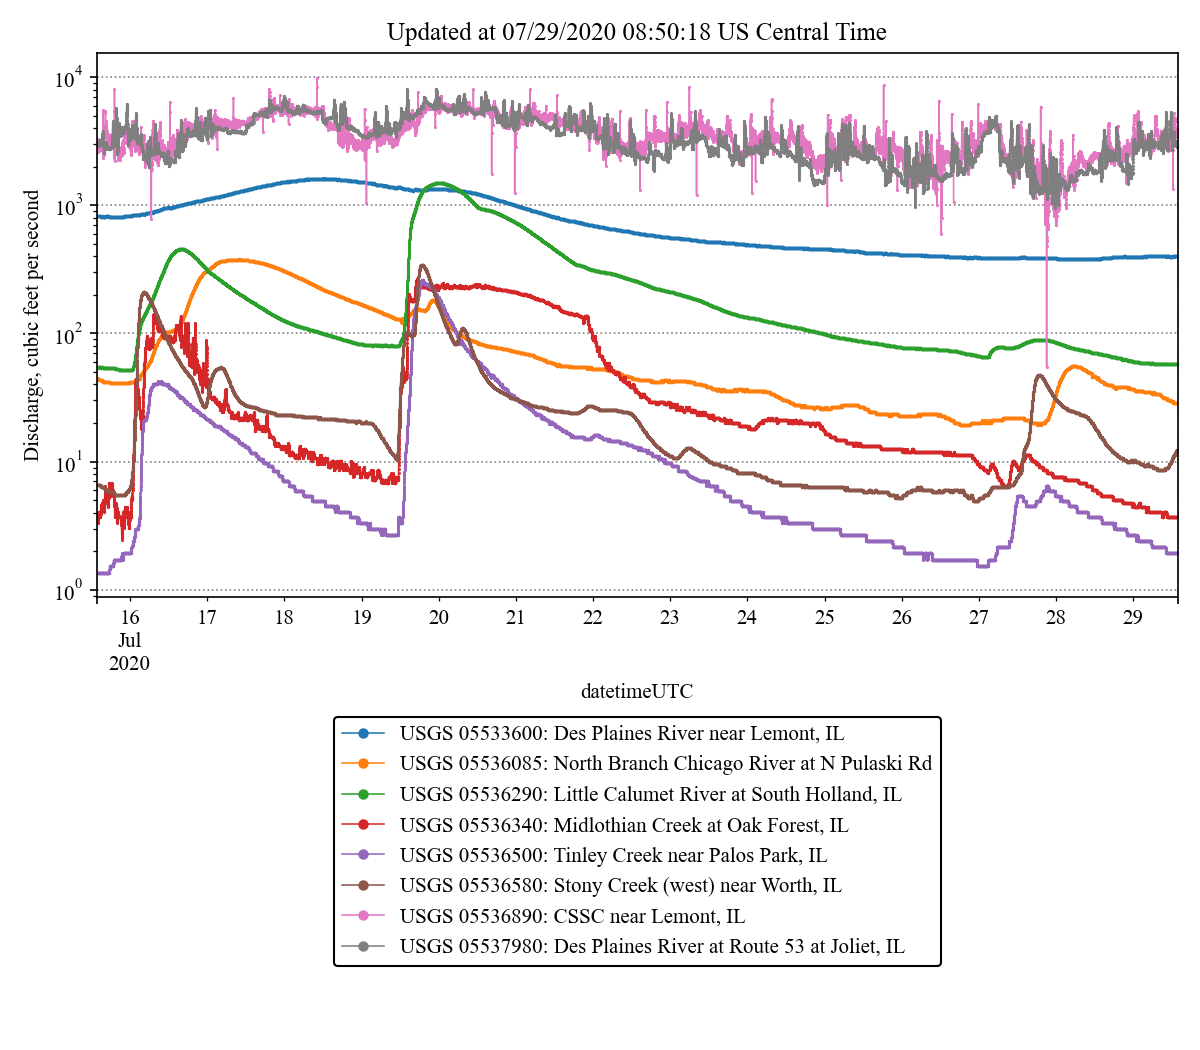 Updated at 07/29/2020 08:50:18 US Central Time
Discharge, cubic feet per second
10^4
10^3
10^2
10^1
10^0
16 17 18 19 20 21 22 23 24 25 26 27 28 29
Jul
2020
datetimeUTC
USGS 05533600: Des Plaines River near Lemont, IL
USGS 05536085: North Branch Chicago River at N Pulaski Rd
USGS 05536290: Little Calumet River at South Holland, IL
USGS 05536340: Midlothian Creek at Oak Forest, IL
USGS 05536500: Tinley Creek near Palos Park, IL
USGS 05536580: Stony Creek (west) near Worth, IL
USGS 05536890: CSSC near Lemont, IL
USGS 05537980: Des Plaines River at Route 53 at Joliet, IL